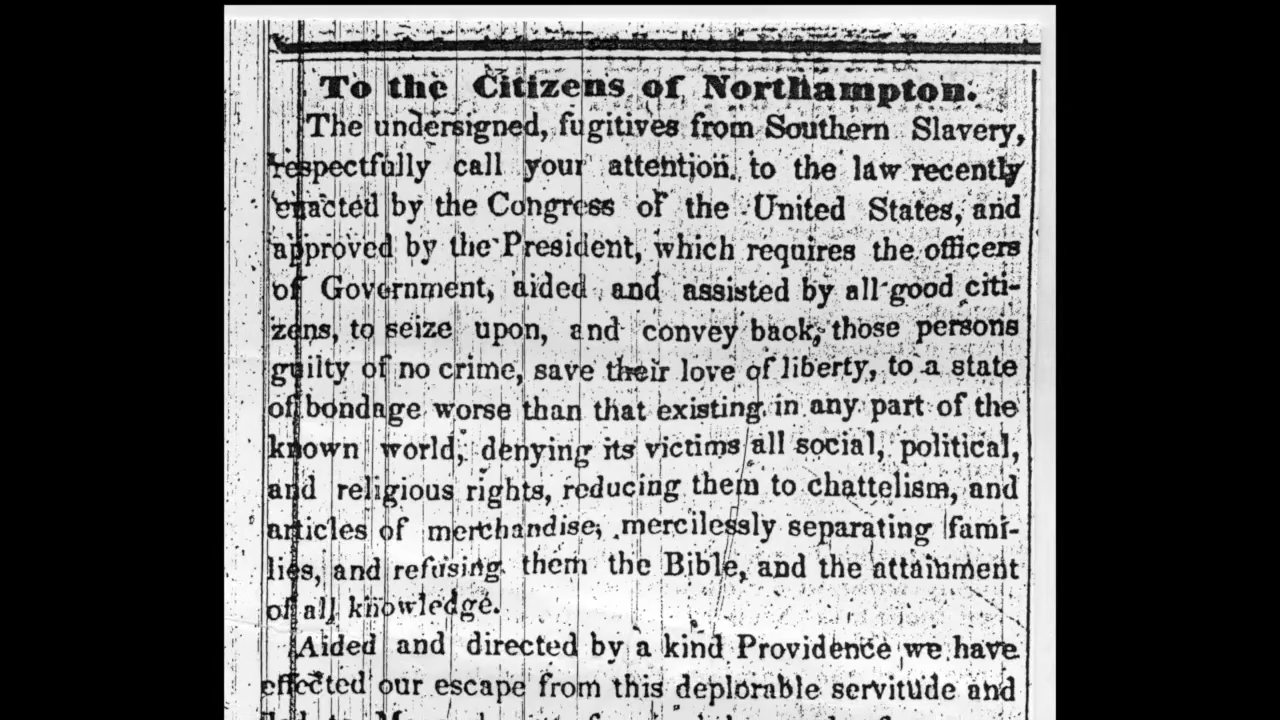 To the Citizens of Northampton.
The undersigned, fugitives from Southern Slavery,
respectfully call your attention to the law recently
enacted by the Congress of the United States, and
approved by the President, which requires the officers
of Government, aided and assisted by all good citi-
zens, to seize upon, and convey back, those persons
guilty of no crime, save their love of liberty, to a state
of bondage worse than that existing in any part of the
known world, denying its victims all social, political,
and religious rights, reducing them to chattelism, and
articles of merchandise, mercilessly separating fami-
lies, and refusing them the Bible, and the attainment
of all knowledge.
Aided and directed by a kind Providence we have
effected our escape from this deplorable servitude and